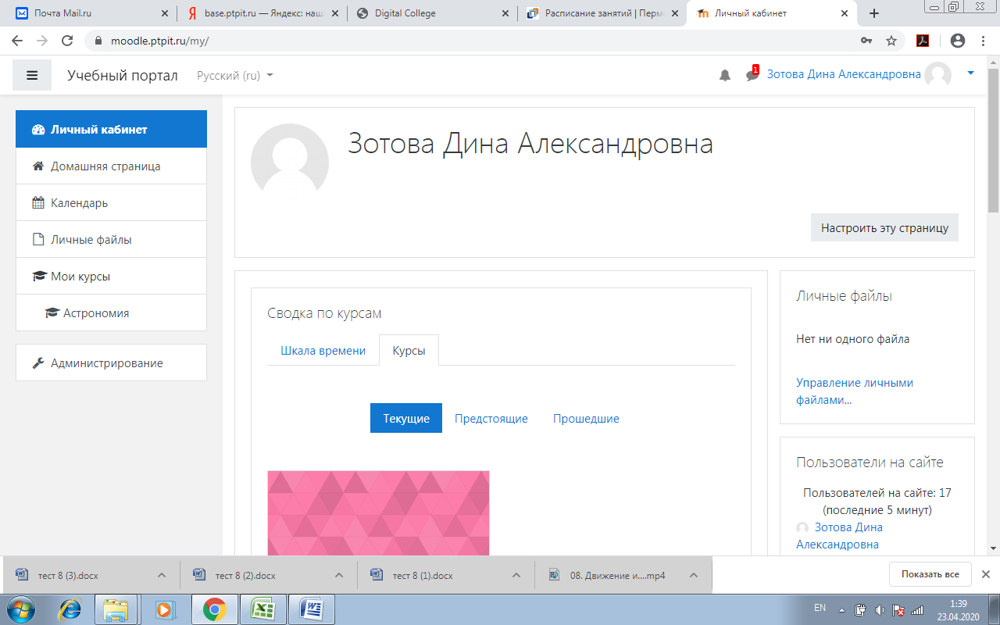 Почта Mail.ru
base.ptpit.ru — Яндекс: наш
Digital College
Расписание занятий | Перм
Личный кабинет
moodle.ptpit.ru/my/
Учебный портал
Русский (ru)
1
Зотова Дина Александровна
Личный кабинет
Домашняя страница
Календарь
Личные файлы
Мои курсы
Астрономия
Администрирование
Зотова Дина Александровна
Настроить эту страницу
Сводка по курсам
Шкала времени
Курсы
Текущие
Предстоящие
Прошедшие
Личные файлы
Нет ни одного файла
Управление личными
файлами...
Пользователи на сайте
Пользователей на сайте: 17
(последние 5 минут)
Зотова Дина
Александровна
тест 8 (3).docx
тест 8 (2).docx
тест 8 (1).docx
08. Движение и....mp4
Показать все
EN
1:39
23.04.2020